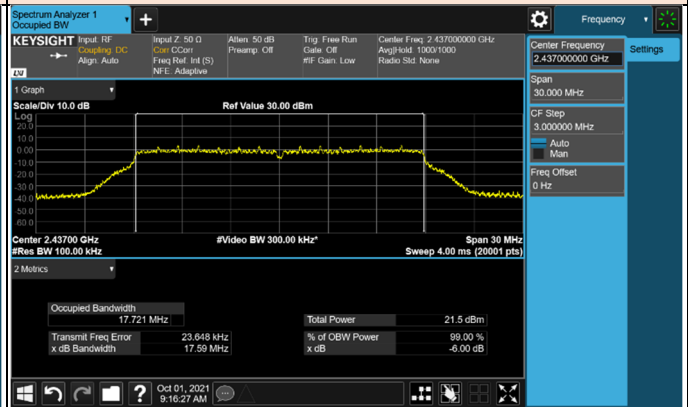 Spectrum Analyzer 1
Occupied BW
+
Frequency
KEYSIGHT
Input: RF
Coupling: DC
Align: Auto
Input Z: 50 Ω
Corr CCorr
Freq Ref: Int (S)
NFE: Adaptive
Atten: 50 dB
Preamp: Off
Trig: Free Run
Gate: Off
#IF Gain: Low
Center Freq: 2.437000000 GHz
Avg|Hold: 1000/1000
Radio Std: None
LXI
Center Frequency
2.437000000 GHz
Settings
Span
30.000 MHz
CF Step
3.000000 MHz
Auto
Man
Freq Offset
0 Hz
1 Graph
Scale/Div 10.0 dB
Ref Value 30.00 dBm
Log
20.0
10.0
0.00
-10.0
-20.0
-30.0
-40.0
-50.0
-60.0
Center 2.43700 GHz
#Video BW 300.00 kHz*
Span 30 MHz
#Res BW 100.00 kHz
Sweep 4.00 ms (20001 pts)
2 Metrics
Occupied Bandwidth
17.721 MHz
Total Power 21.5 dBm
Transmit Freq Error 23.648 kHz
% of OBW Power 99.00 %
x dB Bandwidth 17.59 MHz
x dB -6.00 dB
?
Oct 01, 2021
9:16:27 AM